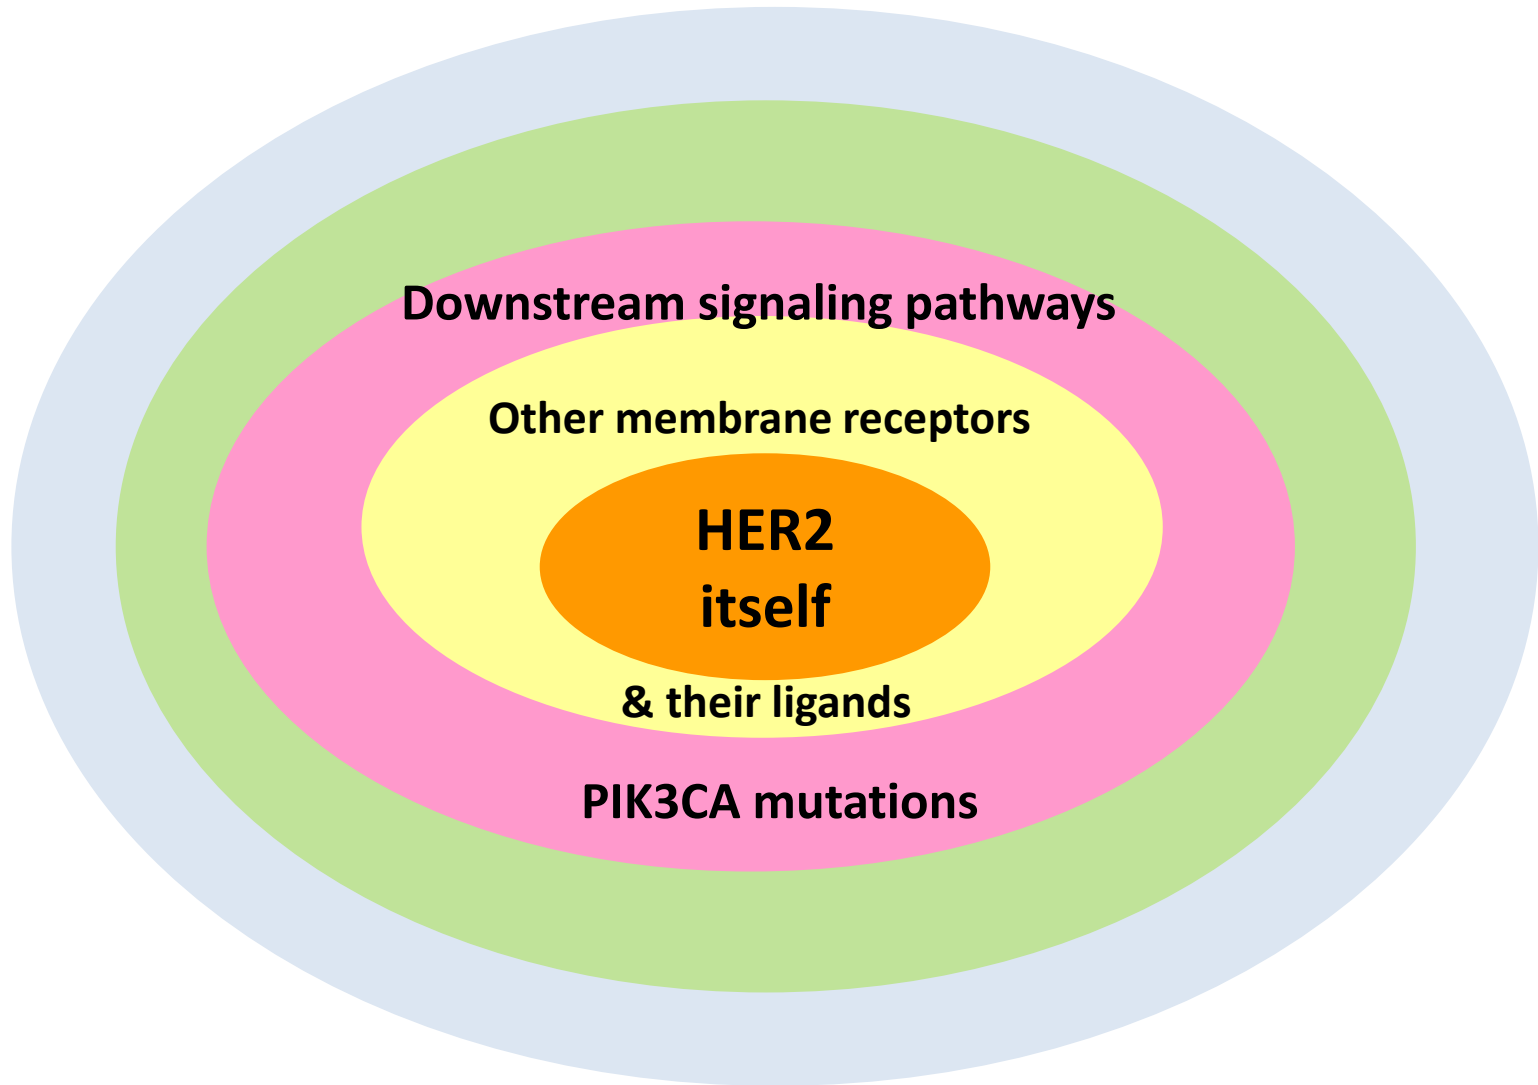 Downstream signaling pathways
Other membrane receptors
HER2
itself
& their ligands
PIK3CA mutations